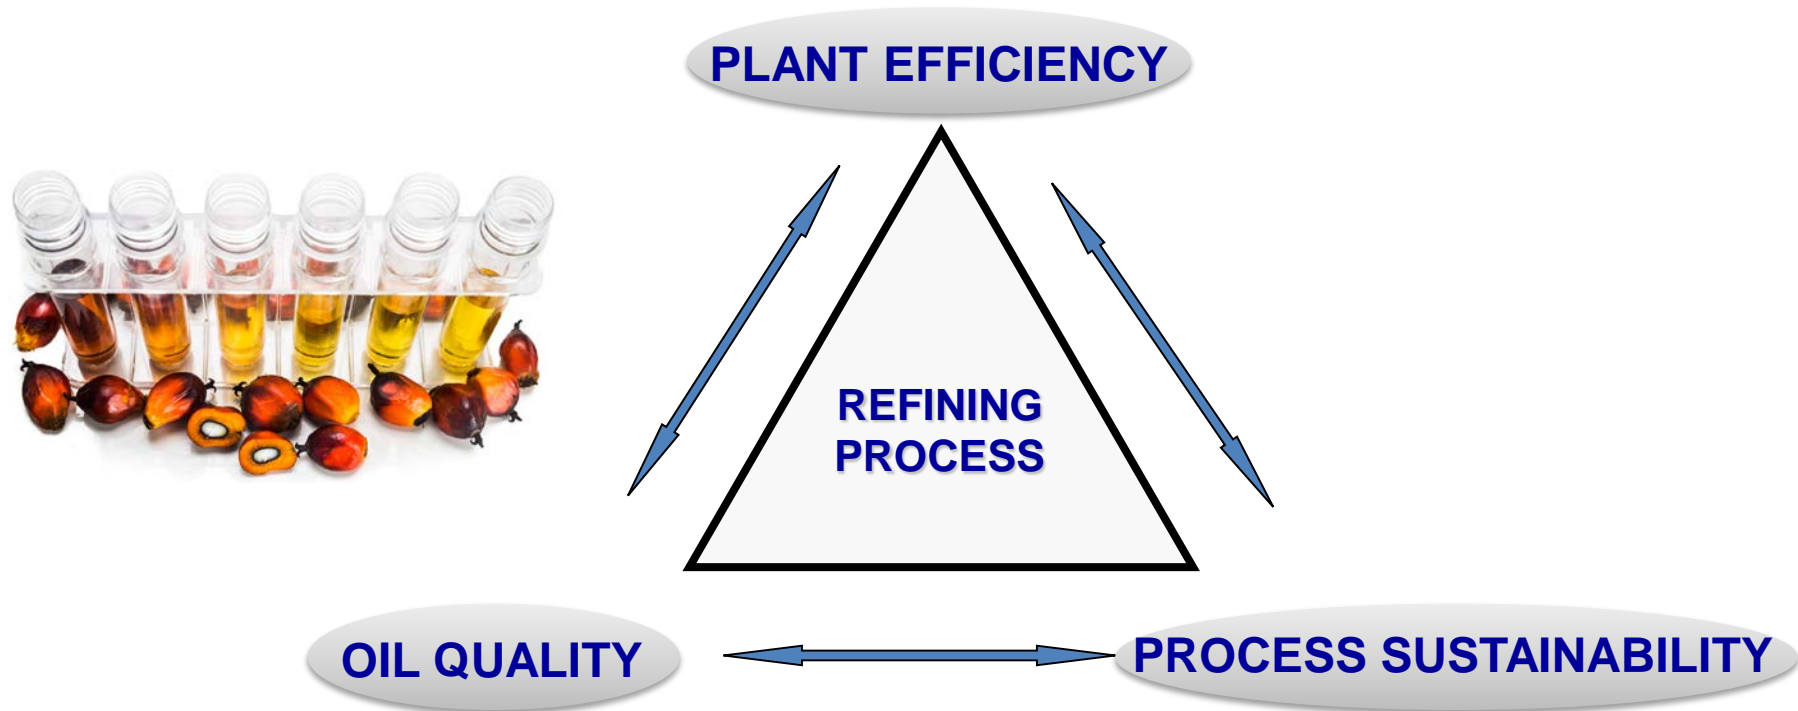 PLANT EFFICIENCY
REFINING
PROCESS
OIL QUALITY
PROCESS SUSTAINABILITY